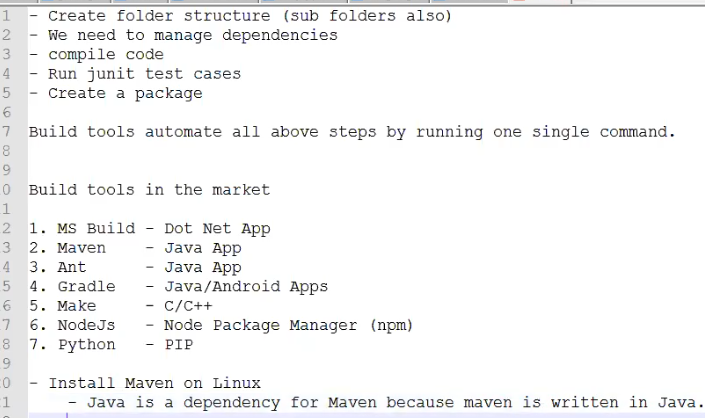 1 - Create folder structure (sub folders also)
2 - We need to manage dependencies
3 - compile code
4 - Run junit test cases
5 - Create a package
6
7 Build tools automate all above steps by running one single command.
8
9
0 Build tools in the market
1
2 1. MS Build - Dot Net App
3 2. Maven - Java App
4 3. Ant - Java App
5 4. Gradle - Java/Android Apps
6 5. Make - C/C++
7 6. NodeJs - Node Package Manager (npm)
8 7. Python - PIP
9
0 - Install Maven on Linux
1 - Java is a dependency for Maven because maven is written in Java.